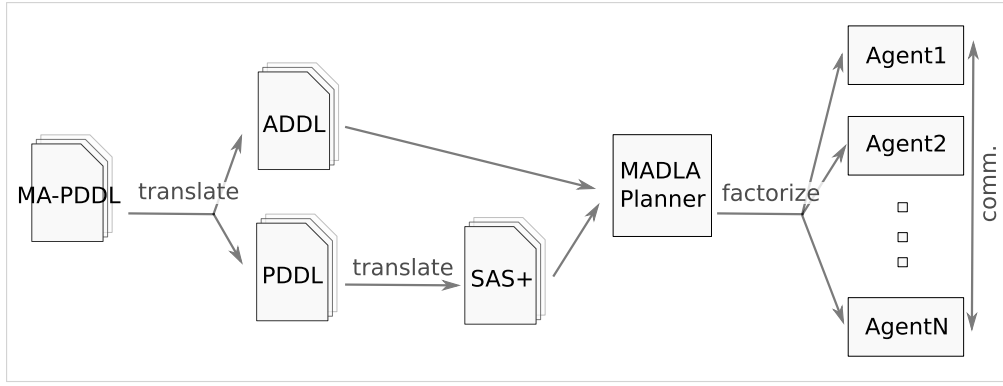 MA-PDDL
translate
ADDL
PDDL
translate
SAS+
MADLA
Planner
factorize
Agent1
Agent2
AgentN
comm.